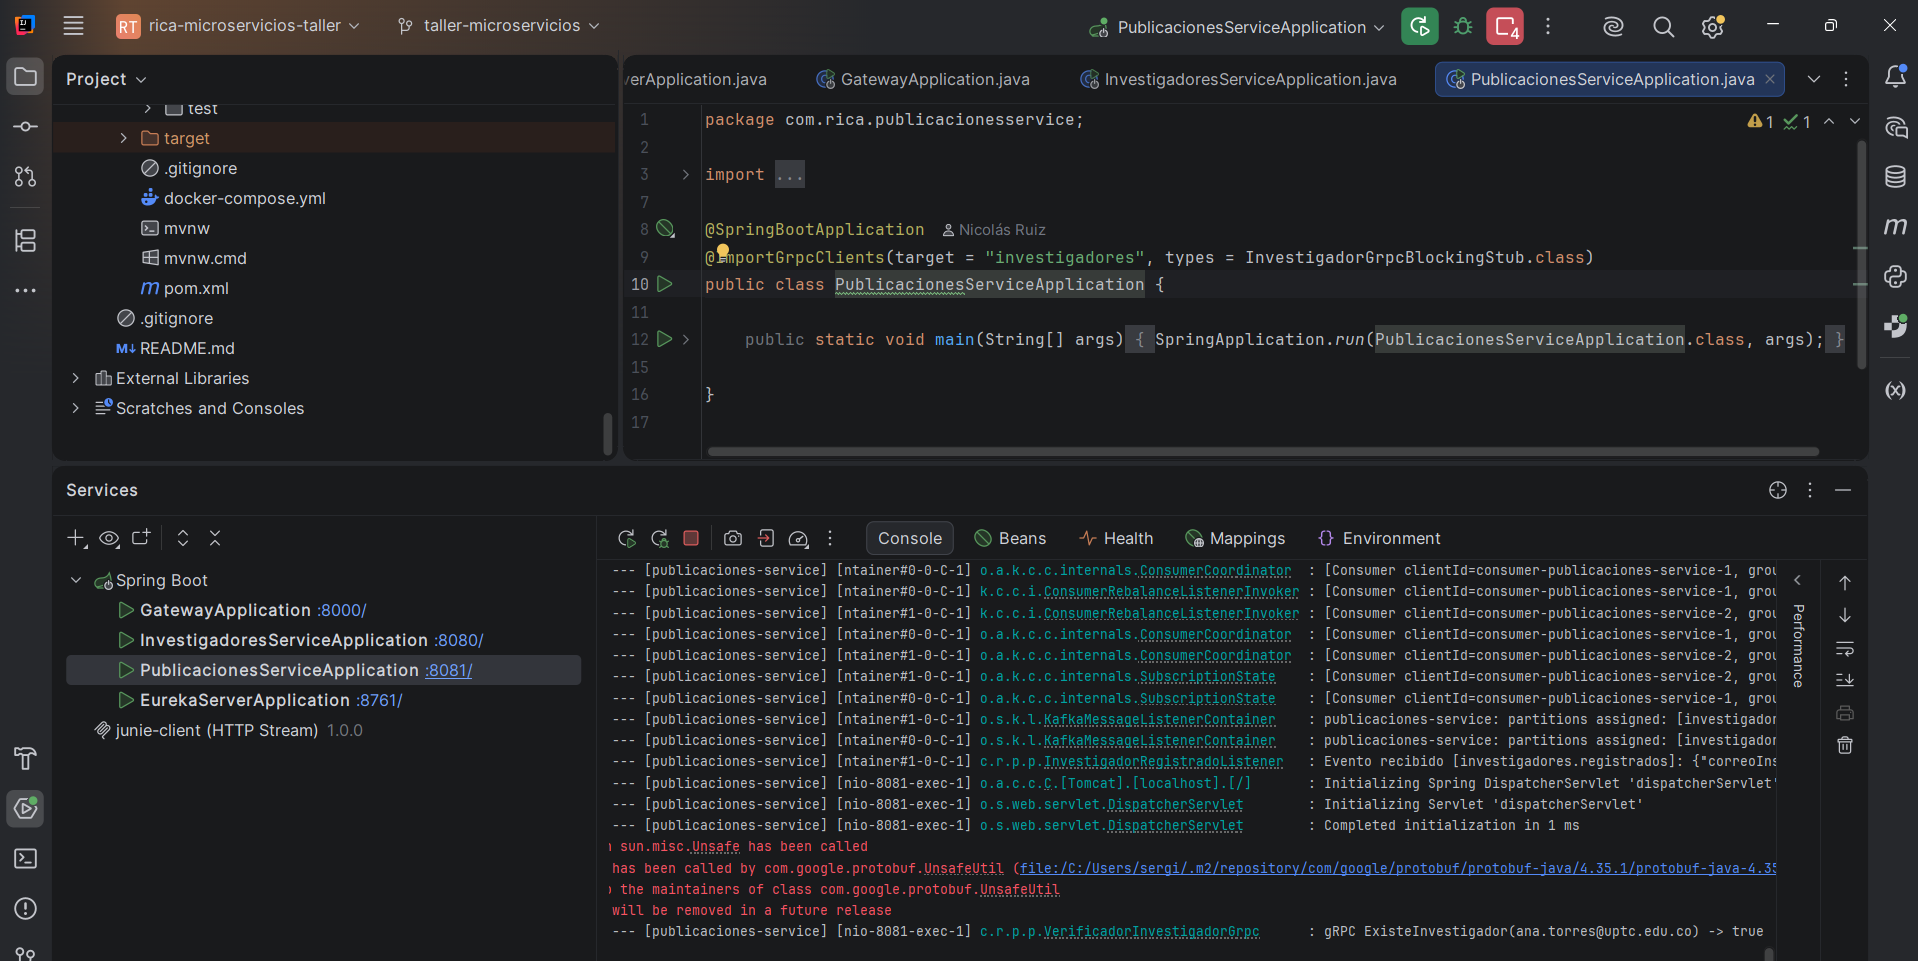 RT rica-microservicios-taller
taller-microservicios
PublicacionesServiceApplication
4
Project
test
target
.gitignore
docker-compose.yml
mvnw
mvnw.cmd
m pom.xml
.gitignore
M↓ README.md
External Libraries
Scratches and Consoles
verApplication.java
GatewayApplication.java
InvestigadoresServiceApplication.java
PublicacionesServiceApplication.java
1 package com.rica.publicacionesservice;
1 1
2
3 import ...
7
8 @SpringBootApplication Nicolás Ruiz
9 @ImportGrpcClients(target = "investigadores", types = InvestigadorGrpcBlockingStub.class)
10 public class PublicacionesServiceApplication {
11
12 public static void main(String[] args) { SpringApplication.run(PublicacionesServiceApplication.class, args); }
15
16 }
17
m
(x)
Services
Console
Beans
Health
Mappings
Environment
Spring Boot
GatewayApplication :8000/
InvestigadoresServiceApplication :8080/
PublicacionesServiceApplication :8081/
EurekaServerApplication :8761/
junie-client (HTTP Stream) 1.0.0
--- [publicaciones-service] [ntainer#0-0-C-1] o.a.k.c.c.internals.ConsumerCoordinator : [Consumer clientId=consumer-publicaciones-service-1, grou
--- [publicaciones-service] [ntainer#0-0-C-1] k.c.c.i.ConsumerRebalanceListenerInvoker : [Consumer clientId=consumer-publicaciones-service-1, grou
--- [publicaciones-service] [ntainer#1-0-C-1] k.c.c.i.ConsumerRebalanceListenerInvoker : [Consumer clientId=consumer-publicaciones-service-2, grou
--- [publicaciones-service] [ntainer#0-0-C-1] o.a.k.c.c.internals.ConsumerCoordinator : [Consumer clientId=consumer-publicaciones-service-1, grou
--- [publicaciones-service] [ntainer#1-0-C-1] o.a.k.c.c.internals.ConsumerCoordinator : [Consumer clientId=consumer-publicaciones-service-2, grou
--- [publicaciones-service] [ntainer#1-0-C-1] o.a.k.c.c.internals.SubscriptionState : [Consumer clientId=consumer-publicaciones-service-2, grou
--- [publicaciones-service] [ntainer#0-0-C-1] o.a.k.c.c.internals.SubscriptionState : [Consumer clientId=consumer-publicaciones-service-1, grou
--- [publicaciones-service] [ntainer#1-0-C-1] o.s.k.l.KafkaMessageListenerContainer : publicaciones-service: partitions assigned: [investigador
--- [publicaciones-service] [ntainer#0-0-C-1] o.s.k.l.KafkaMessageListenerContainer : publicaciones-service: partitions assigned: [investigador
--- [publicaciones-service] [ntainer#1-0-C-1] c.r.p.p.InvestigadorRegistradoListener : Evento recibido [investigadores.registrados]: {"correoIns
--- [publicaciones-service] [nio-8081-exec-1] o.a.c.c.C.[Tomcat].[localhost].[/] : Initializing Spring DispatcherServlet 'dispatcherServlet'
--- [publicaciones-service] [nio-8081-exec-1] o.s.web.servlet.DispatcherServlet : Initializing Servlet 'dispatcherServlet'
--- [publicaciones-service] [nio-8081-exec-1] o.s.web.servlet.DispatcherServlet : Completed initialization in 1 ms
sun.misc.Unsafe has been called
has been called by com.google.protobuf.UnsafeUtil (file:/C:/Users/sergi/.m2/repository/com/google/protobuf/protobuf-java/4.35.1/protobuf-java-4.35
the maintainers of class com.google.protobuf.UnsafeUtil
will be removed in a future release
--- [publicaciones-service] [nio-8081-exec-1] c.r.p.p.VerificadorInvestigadorGrpc : gRPC ExisteInvestigador(ana.torres@uptc.edu.co) -> true
Performance